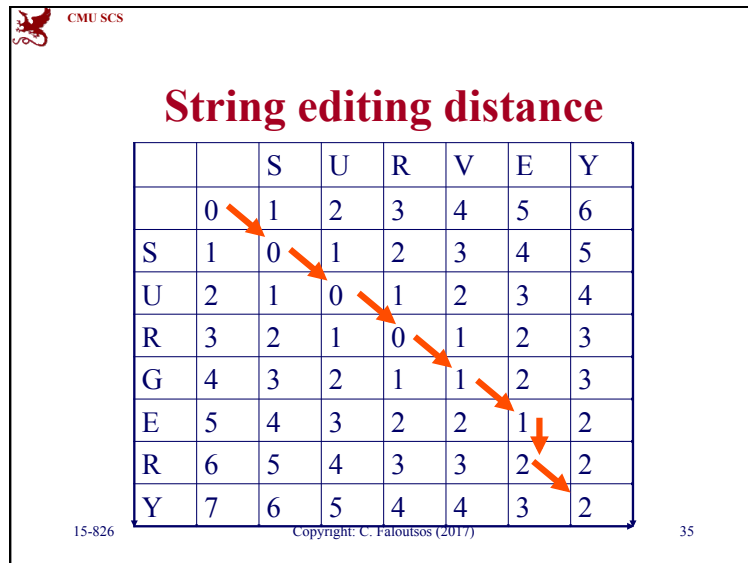 CMU SCS
String editing distance
S U R V E Y
0 1 2 3 4 5 6
S 1 0 1 2 3 4 5
U 2 1 0 1 2 3 4
R 3 2 1 0 1 2 3
G 4 3 2 1 1 2 3
E 5 4 3 2 2 1 2
R 6 5 4 3 3 2 2
Y 7 6 5 4 4 3 2
15-826 Copyright: C. Faloutsos (2017) 35